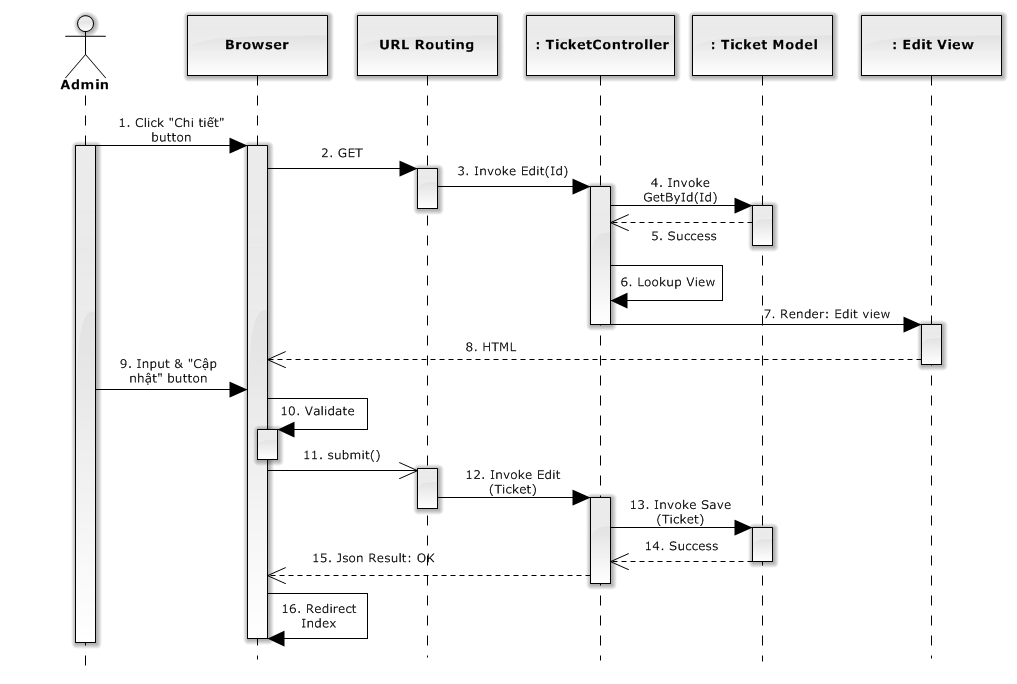 Browser
URL Routing
: TicketController
: Ticket Model
: Edit View
Admin
1. Click "Chi tiết"
button
2. GET
3. Invoke Edit(Id)
4. Invoke
GetById(Id)
5. Success
6. Lookup View
7. Render: Edit view
8. HTML
9. Input & "Cập
nhật" button
10. Validate
11. submit()
12. Invoke Edit
(Ticket)
13. Invoke Save
(Ticket)
14. Success
15. Json Result: OK
16. Redirect
Index